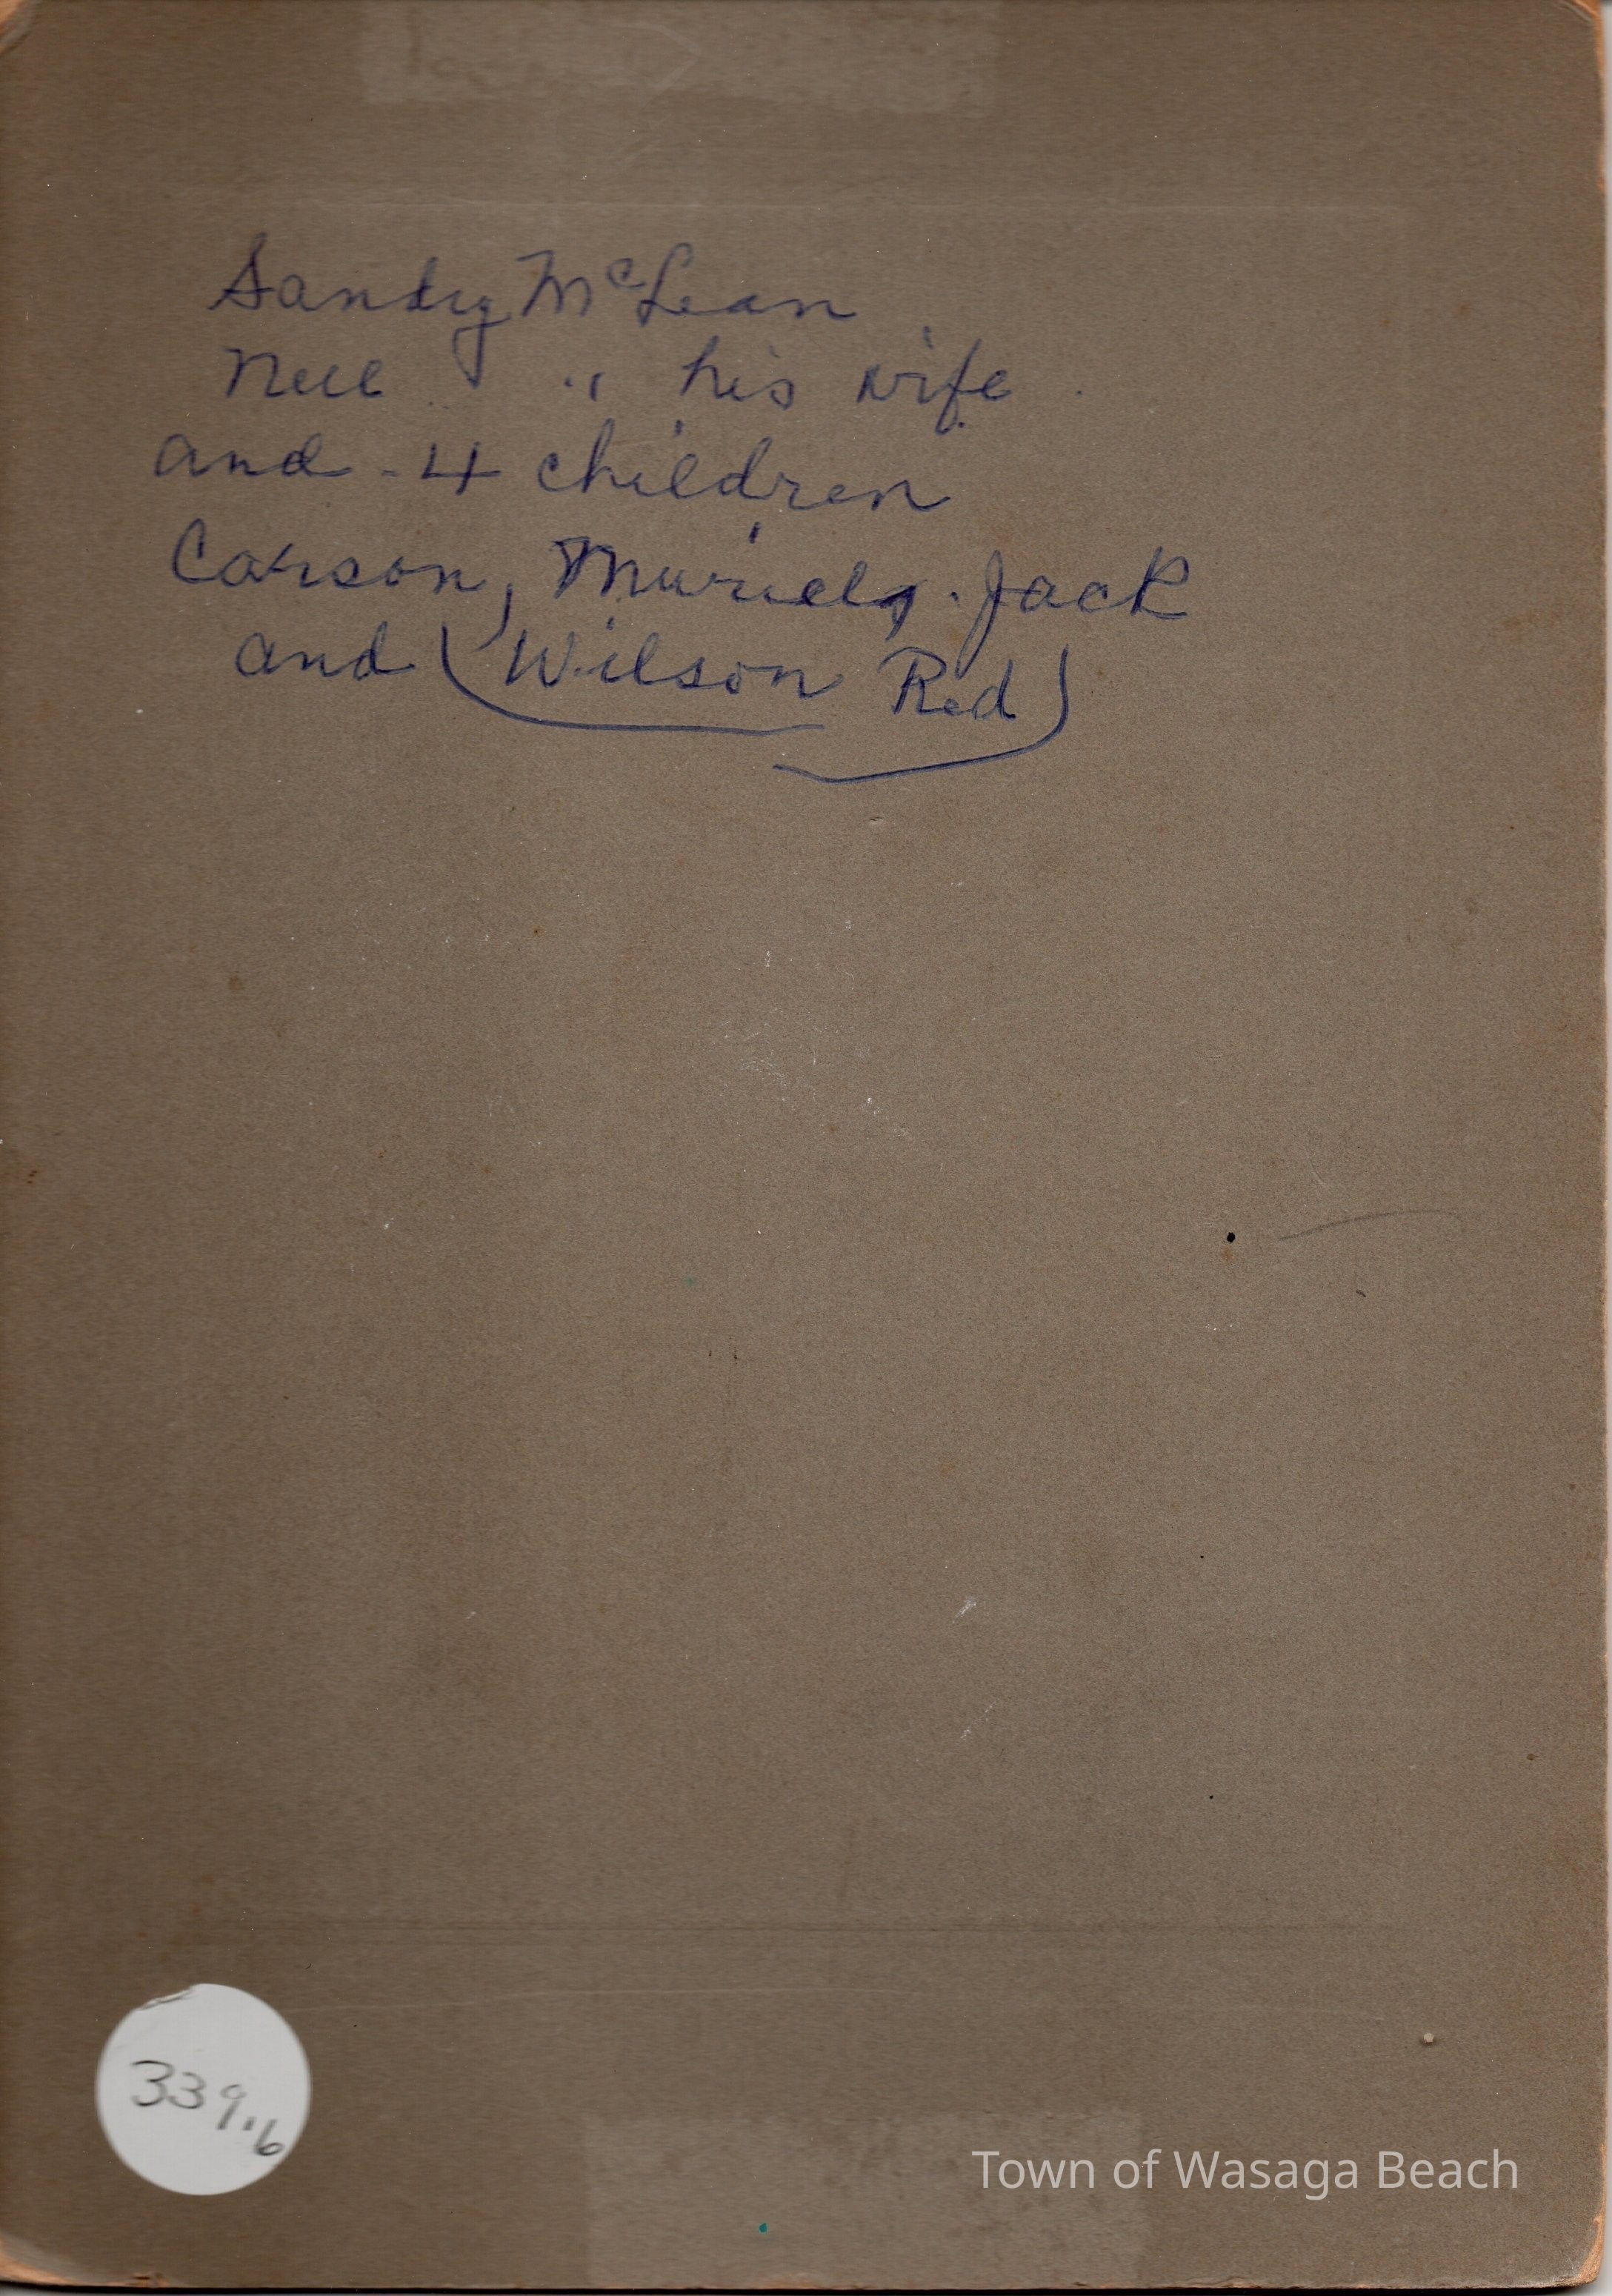 Sandy McLean
Nell " his wife
and - 4 children
Carson, Muriel, Jack
and (Wilson Red)
339.6
Town of Wasaga Beach